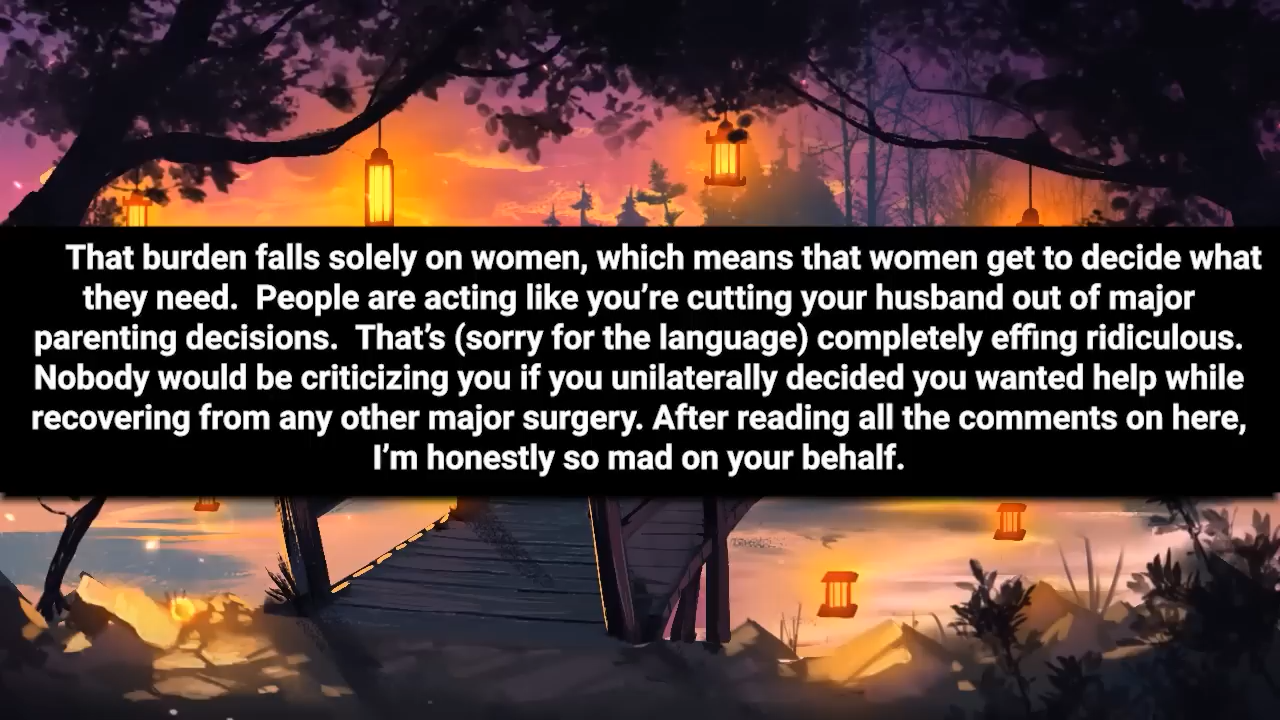 That burden falls solely on women, which means that women get to decide what
they need.  People are acting like you’re cutting your husband out of major
parenting decisions.  That’s (sorry for the language) completely effing ridiculous.
Nobody would be criticizing you if you unilaterally decided you wanted help while
recovering from any other major surgery. After reading all the comments on here,
I’m honestly so mad on your behalf.